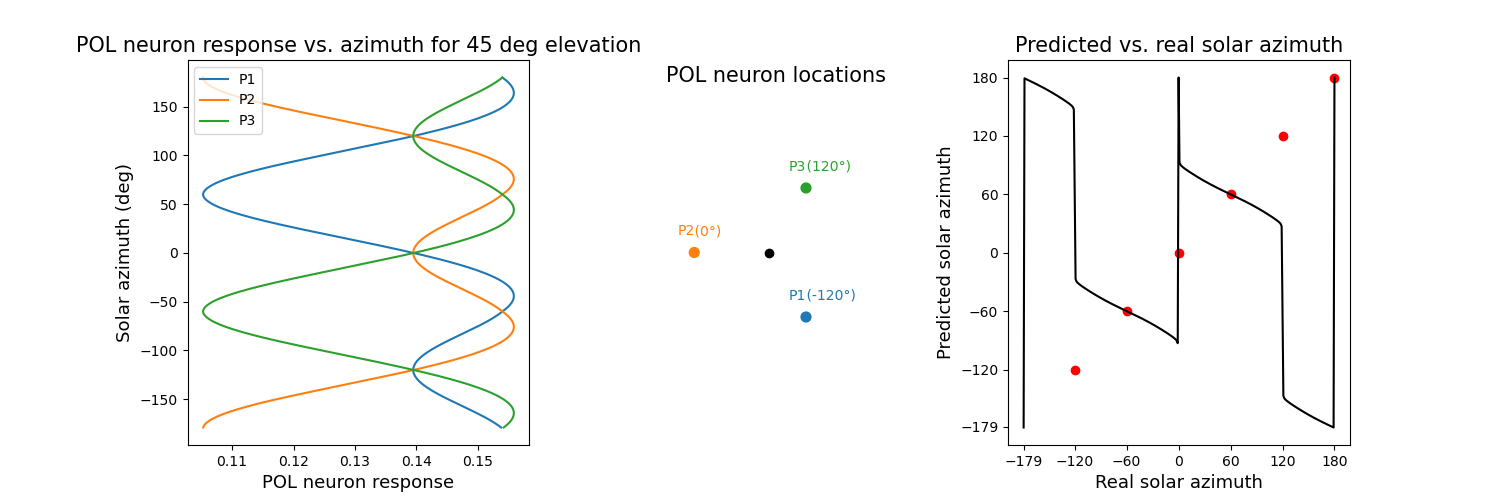 POL neuron response vs. azimuth for 45 deg elevation
P1
P2
P3
150
100
50
0
−50
−100
−150
Solar azimuth (deg)
0.11 0.12 0.13 0.14 0.15
POL neuron response
POL neuron locations
P3(120°)
P2(0°)
P1(-120°)
Predicted vs. real solar azimuth
180
120
60
0
−60
−120
−179
Predicted solar azimuth
−179 −120 −60 0 60 120 180
Real solar azimuth